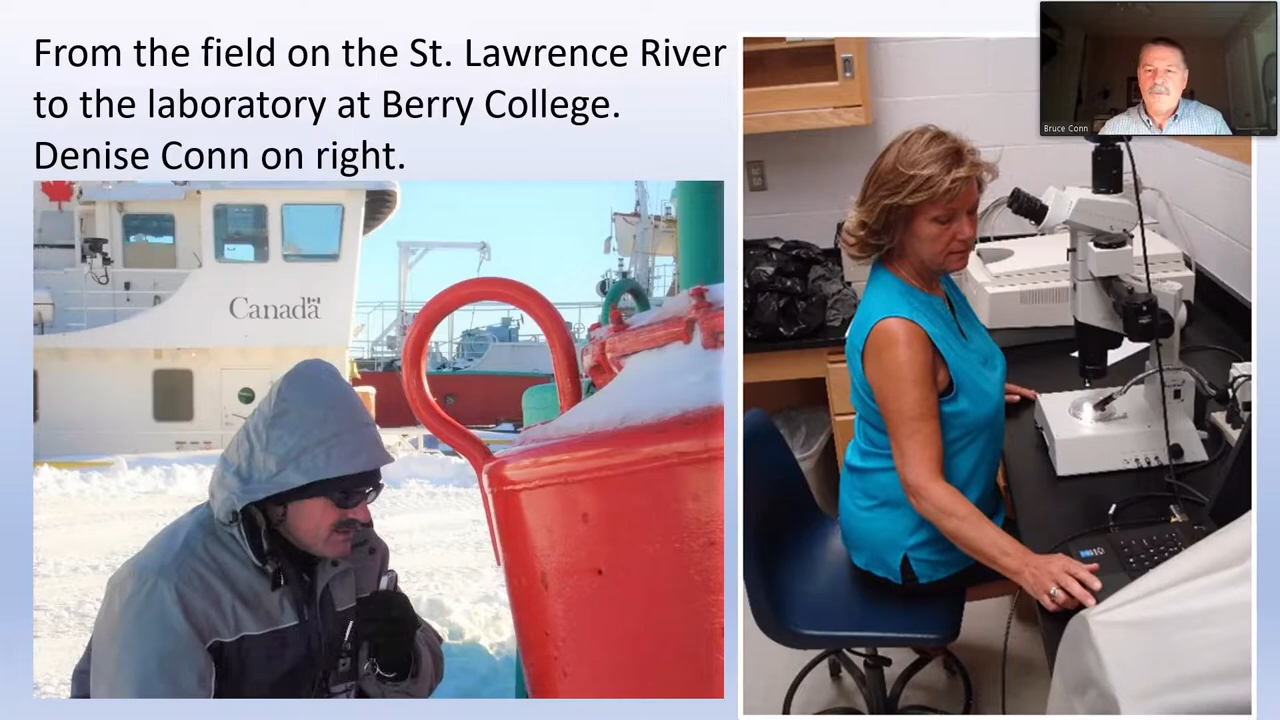 From the field on the St. Lawrence River
to the laboratory at Berry College.
Denise Conn on right.
Bruce Conn
Canada